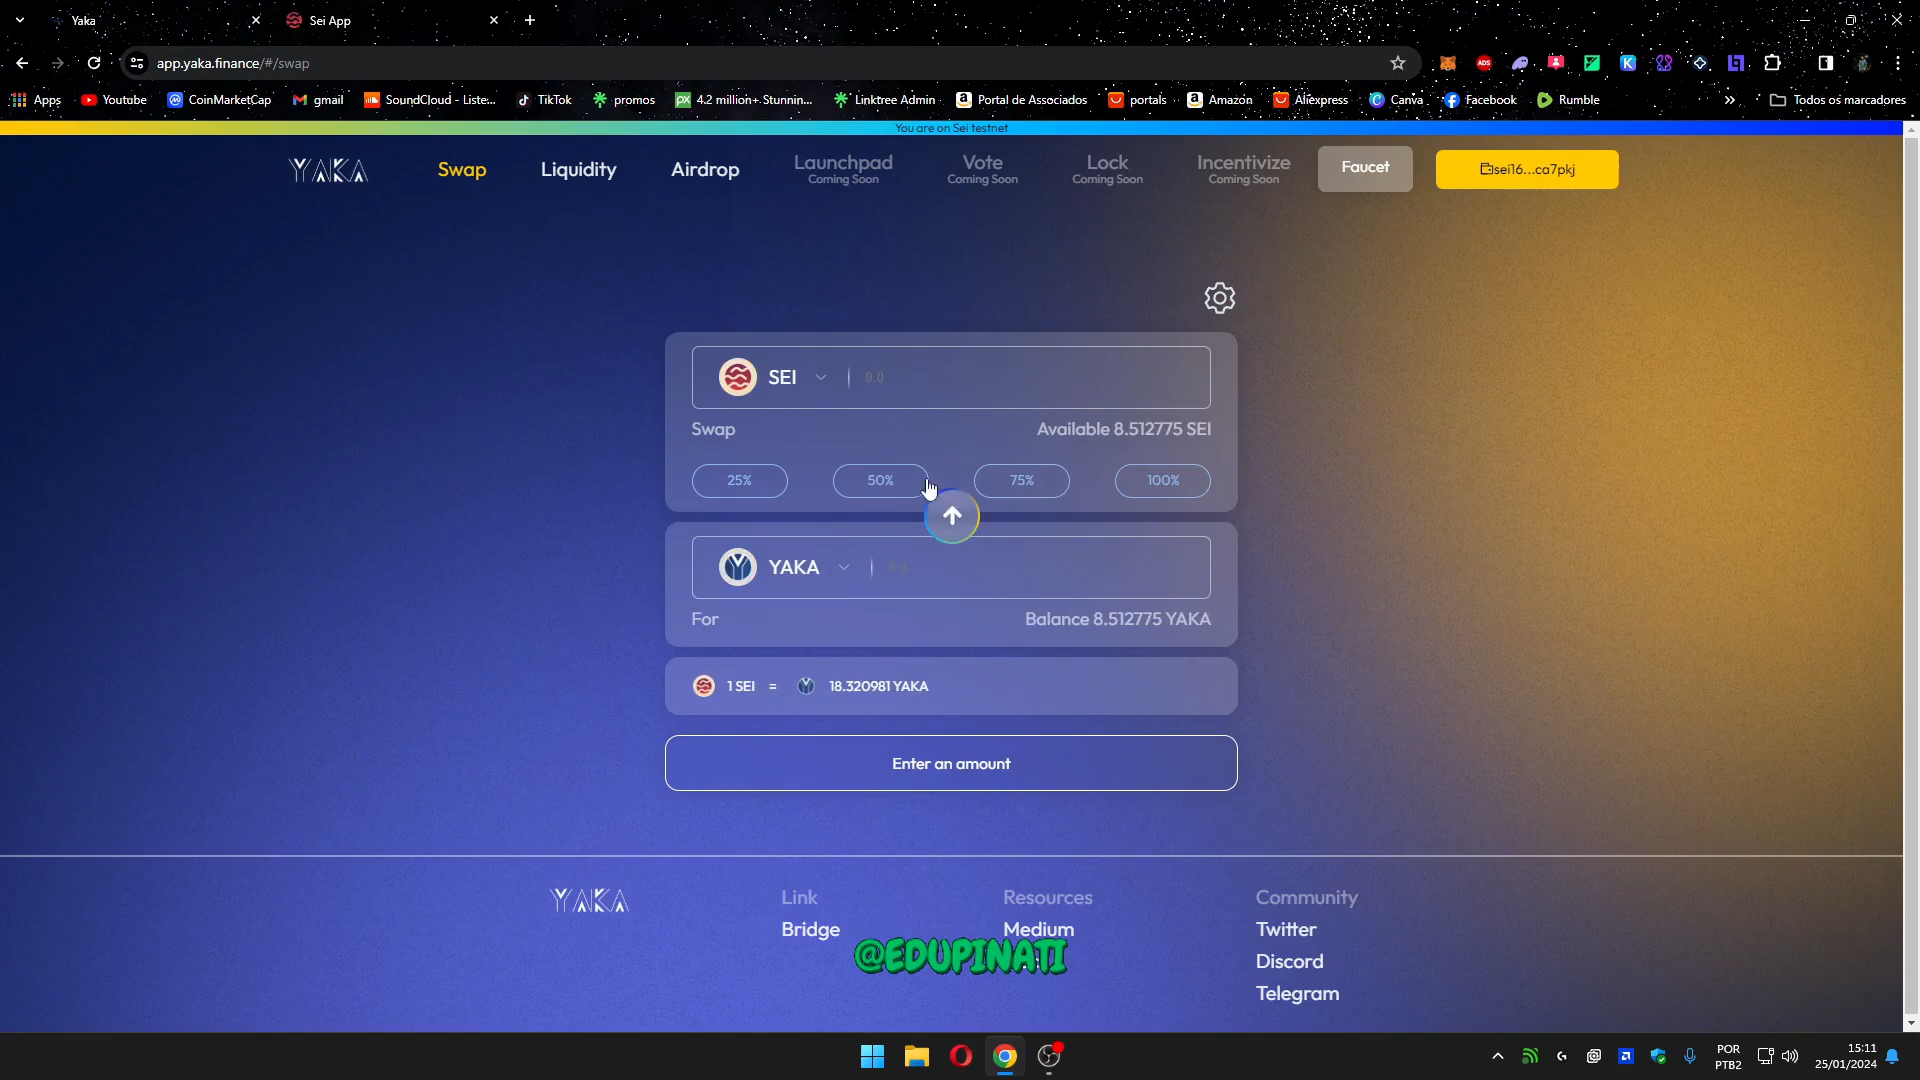 Yaka
Sei App
app.yaka.finance/#/swap
Apps
Youtube
CoinMarketCap
gmail
SoundCloud - Liste...
TikTok
promos
4.2 million+ Stunnin...
Linktree Admin
Portal de Associados
portals
Amazon
Aliexpress
Canva
Facebook
Rumble
Todos os marcadores
You are on Sei testnet
YAKA
Swap
Liquidity
Airdrop
Launchpad
Coming Soon
Vote
Coming Soon
Lock
Coming Soon
Incentivize
Coming Soon
Faucet
sei16...ca7pkj
SEI
0.0
Swap
Available 8.512775 SEI
25%
50%
75%
100%
YAKA
0.0
For
Balance 8.512775 YAKA
1 SEI = 18.320981 YAKA
Enter an amount
YAKA
Link
Bridge
Resources
Medium
Community
Twitter
Discord
Telegram
@EDUPINATI
POR
PTB2
15:11
25/01/2024